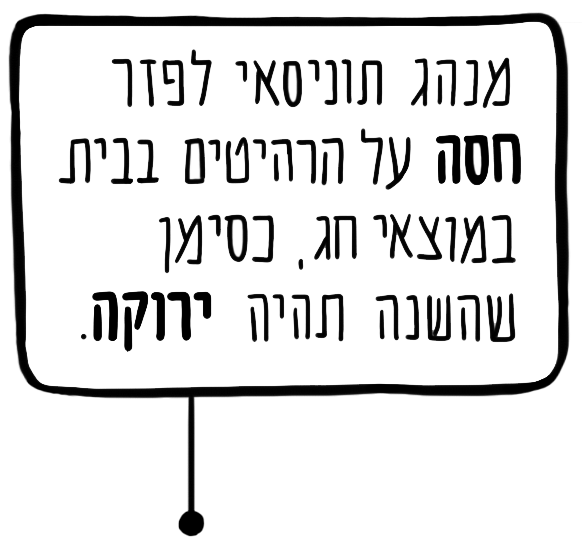 מנהג תוניסאי לפזר
חסה על הרהיטים בבית
במוצאי חג, כסימן
שהשנה תהיה ירוקה.